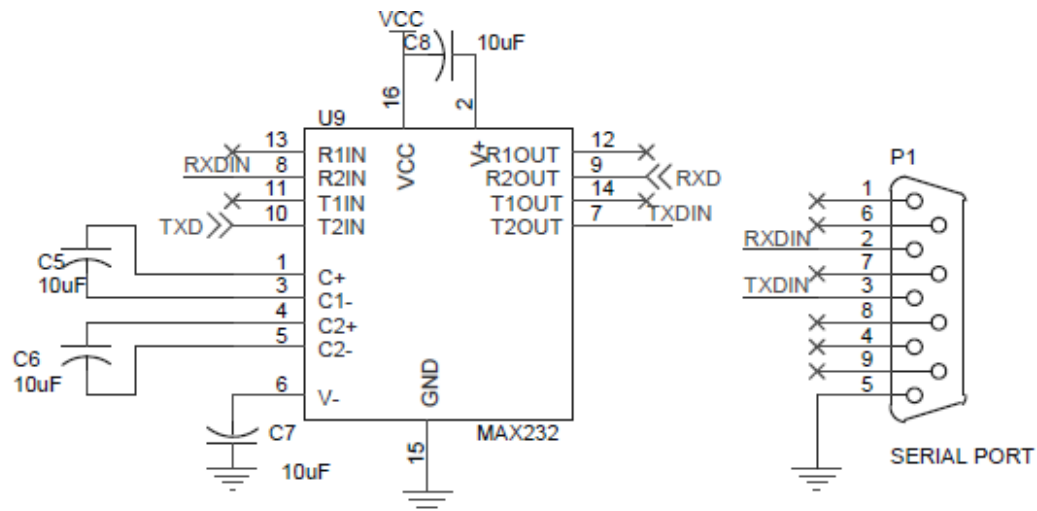 VCC
C8 10uF
16
2
U9
13 R1IN VCC V+ R1OUT 12
RXDIN 8 R2IN R2OUT 9 RXD
11 T1IN T1OUT 14
TXD 10 T2IN T2OUT 7 TXDIN
C5 10uF
1 C+
3 C1-
4 C2+
5 C2-
C6
10uF
6 V- GND
C7
10uF
15
MAX232
P1
1
6
RXDIN 2
7
TXDIN 3
8
4
9
5
SERIAL PORT